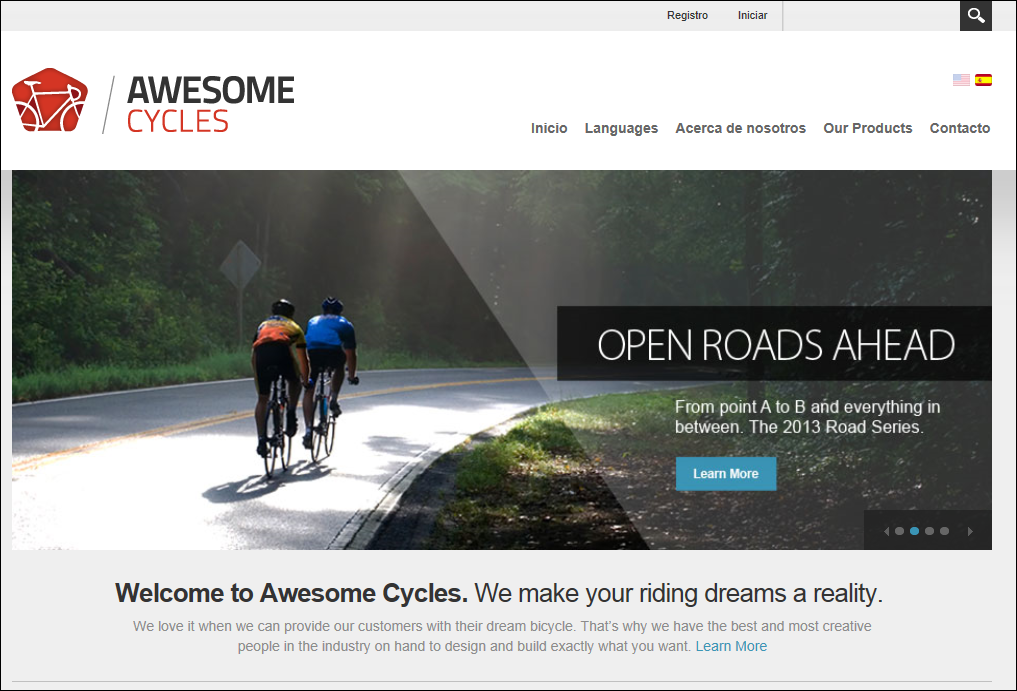 Registro Iniciar
AWESOME
CYCLES
Inicio Languages Acerca de nosotros Our Products Contacto
OPEN ROADS AHEAD
From point A to B and everything in
between. The 2013 Road Series.
Learn More
Welcome to Awesome Cycles. We make your riding dreams a reality.
We love it when we can provide our customers with their dream bicycle. That's why we have the best and most creative
people in the industry on hand to design and build exactly what you want. Learn More